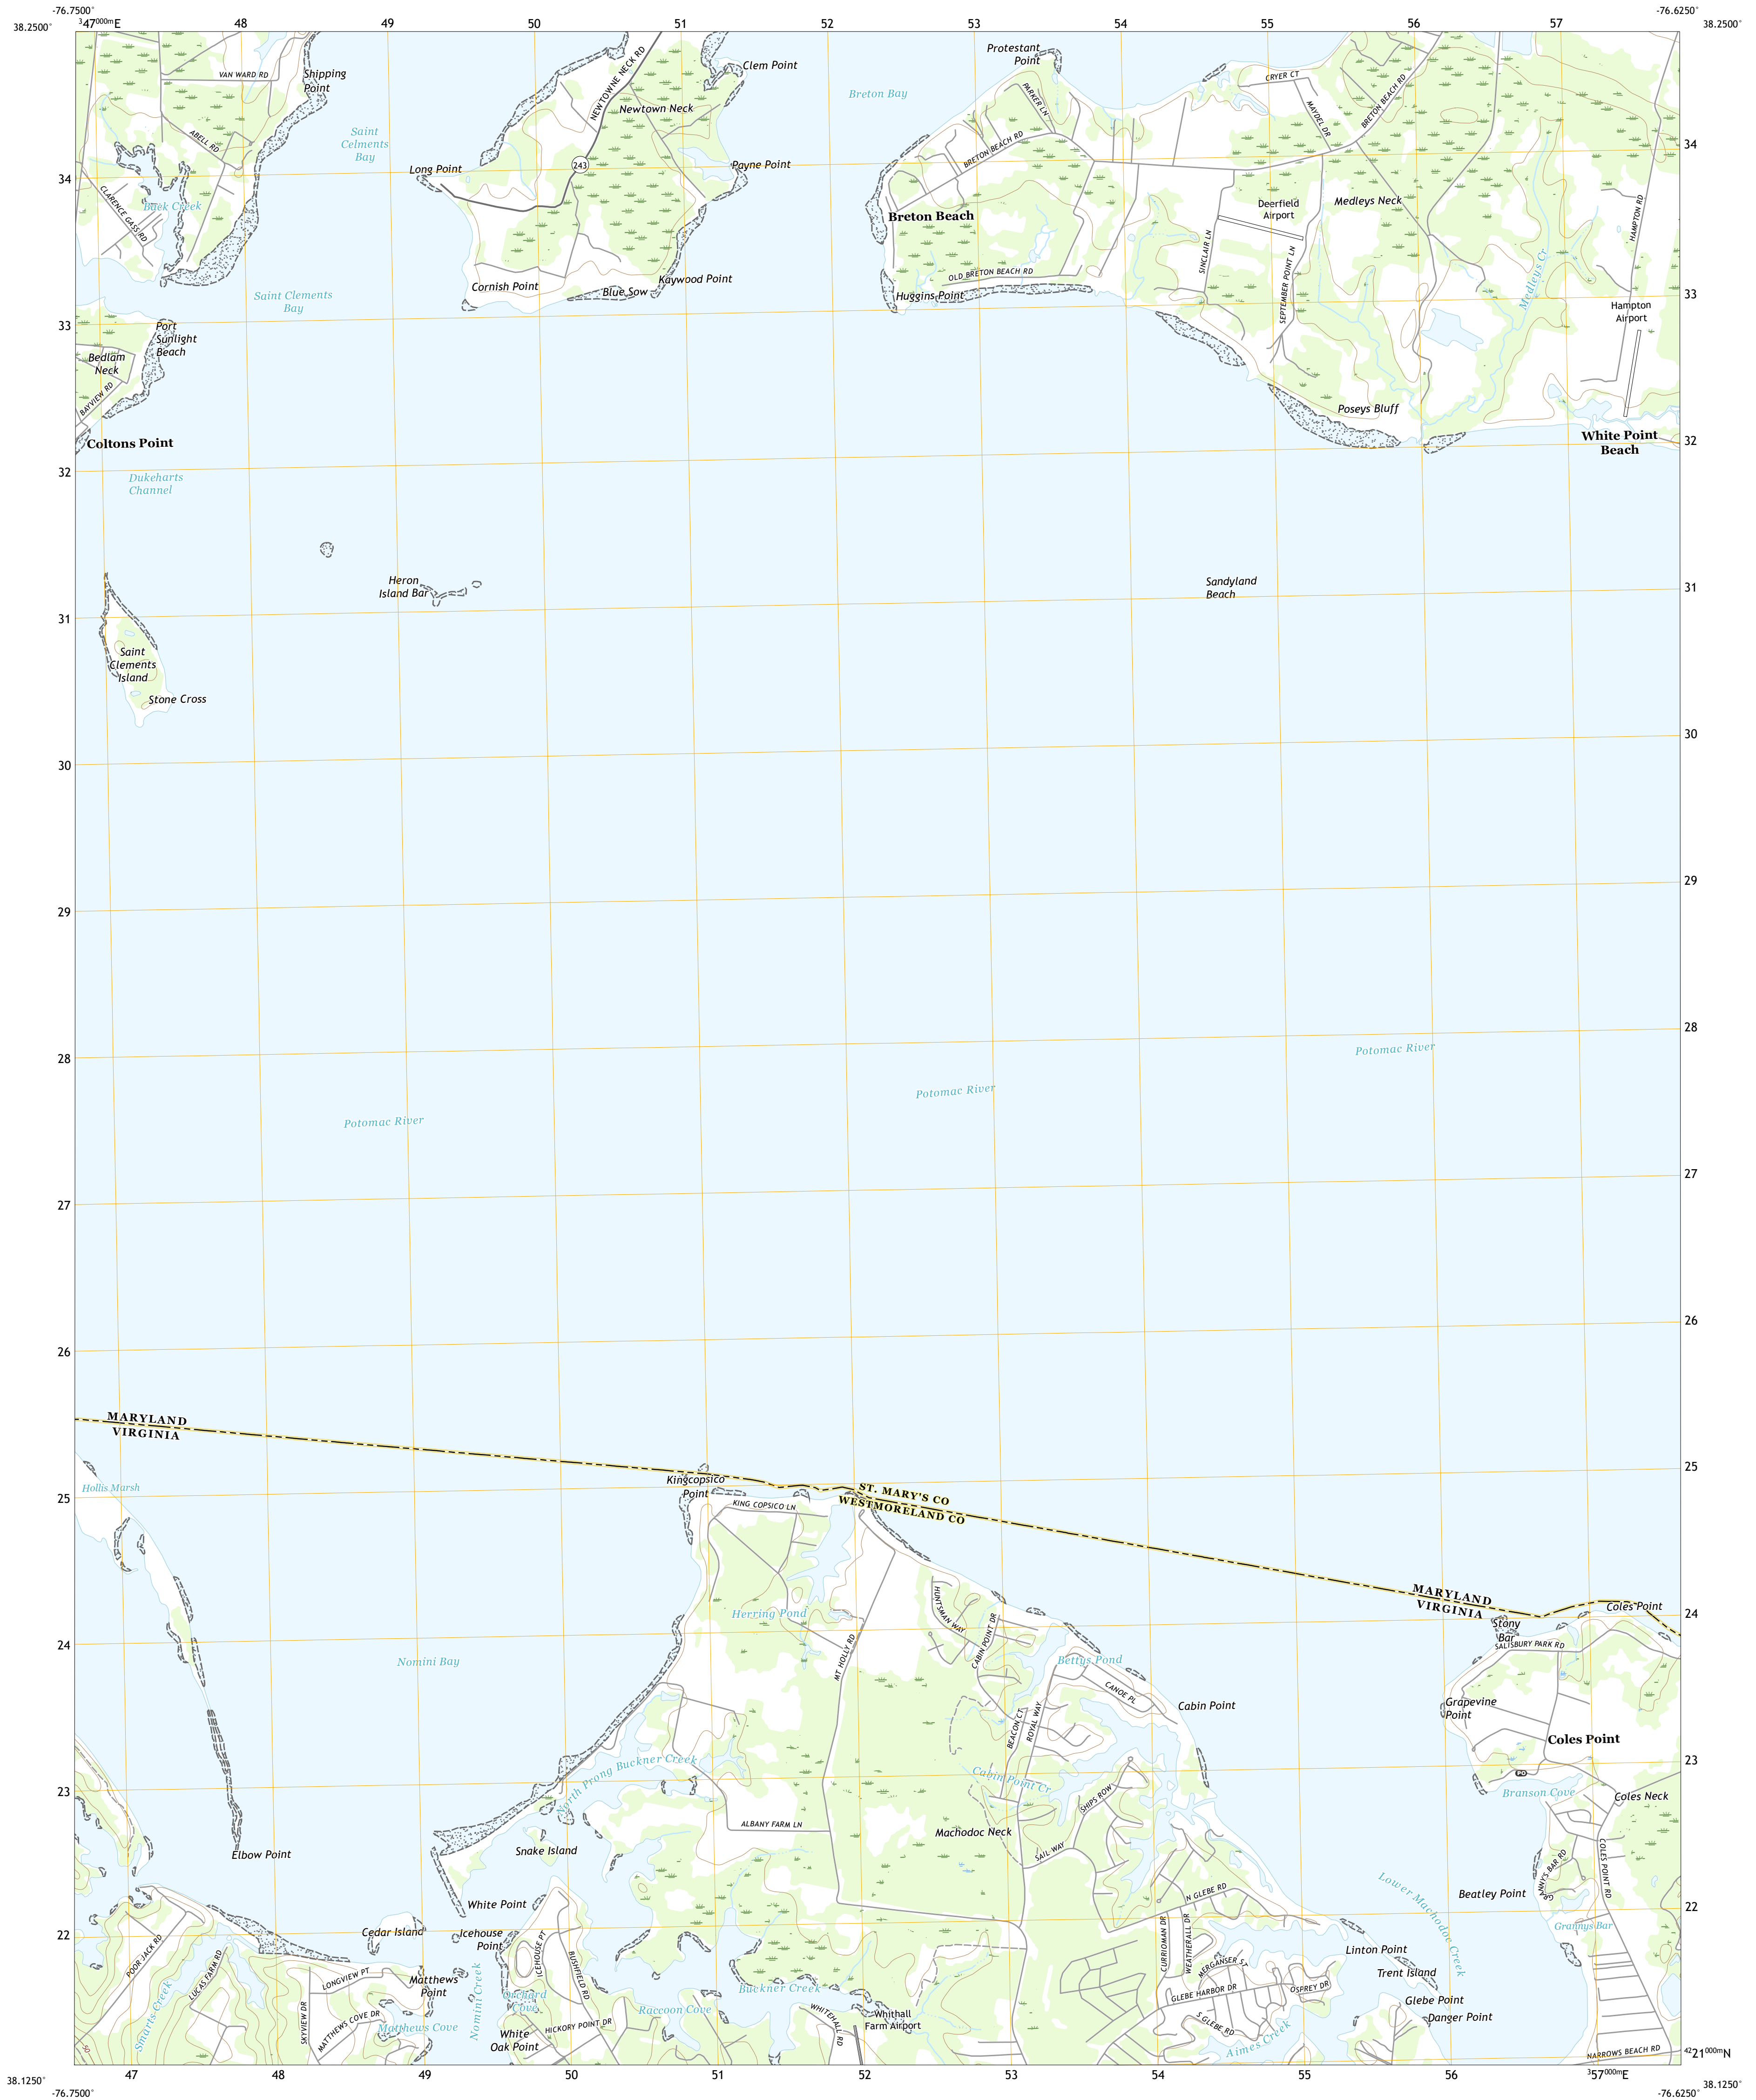 -76.7500°
-76.6250°
38.2500°
³47⁰⁰⁰ᵐE
48
49
50
51
52
53
54
55
56
57
38.2500°
VAN WARD RD
Shipping
Point
ABELL RD
CLARENCE GASS RD
Buck Creek
Saint
Celments
Bay
NEWTOWNE NECK RD
Newtown Neck
Clem Point
243
Long Point
Payne Point
Breton Bay
Protestant
Point
PARKER LN
BRETON BEACH RD
CRYER CT
MAYDEL DR
BRETON BEACH RD
34
34
Breton Beach
Deerfield
Airport
Medleys Neck
HAMPTON RD
SINCLAIR LN
SEPTEMBER POINT LN
Medleys Cr
OLD BRETON BEACH RD
Cornish Point
Blue Sow
Kaywood Point
Huggins Point
Saint Clements
Bay
33
33
Hampton
Airport
Port
Sunlight
Beach
Bedlam
Neck
BAYVIEW RD
Coltons Point
Poseys Bluff
White Point
Beach
32
32
Dukeharts
Channel
Heron
Island Bar
Sandyland
Beach
31
31
Saint
Clements
Island
Stone Cross
30
30
29
29
28
28
Potomac River
Potomac River
Potomac River
27
27
26
26
MARYLAND
VIRGINIA
Hollis Marsh
25
25
Kingcopsico
Point
KING COPSICO LN
ST. MARY'S CO
WESTMORELAND CO
MARYLAND
VIRGINIA
Coles Point
Stony
Bar
SALISBURY PARK RD
24
24
Herring Pond
HUNTSMAN WAY
CABIN POINT DR
MT HOLLY RD
Nomini Bay
Bettys Pond
CANOE PL
Cabin Point
BEACON CT
ROYAL WAY
Grapevine
Point
Coles Point
23
23
North Prong Buckner Creek
Cabin Point Cr
SHIPS ROW
PO
Branson Cove
Coles Neck
ALBANY FARM LN
Machodoc Neck
SAIL WAY
Elbow Point
Snake Island
COLES POINT RD
GRANNYS BAR RD
Beatley Point
Grannys Bar
Lower Machodoc Creek
22
22
White Point
Cedar Island
Icehouse
Point
ICEHOUSE PT
BUSHFIELD RD
N GLEBE RD
CURRIOMAN DR
WEATHERALL DR
MERGANSER ST
GLEBE HARBOR DR
OSPREY DR
S GLEBE RD
Linton Point
Trent Island
Glebe Point
Danger Point
POOR JACK RD
LUCAS FARM RD
Smarts Creek
LONGVIEW PT
SKYVIEW DR
MATTHEWS COVE DR
Matthews
Point
Matthews Cove
Nomini Creek
Orchard
Cove
White
Oak Point
HICKORY POINT DR
Raccoon Cove
Buckner Creek
WHITEHALL RD
Whithall
Farm Airport
Aimes Creek
NARROWS BEACH RD
⁴²21⁰⁰⁰ᵐN
38.1250°
47
48
49
50
51
52
53
54
55
56
57⁰⁰⁰ᵐE
38.1250°
-76.7500°
-76.6250°